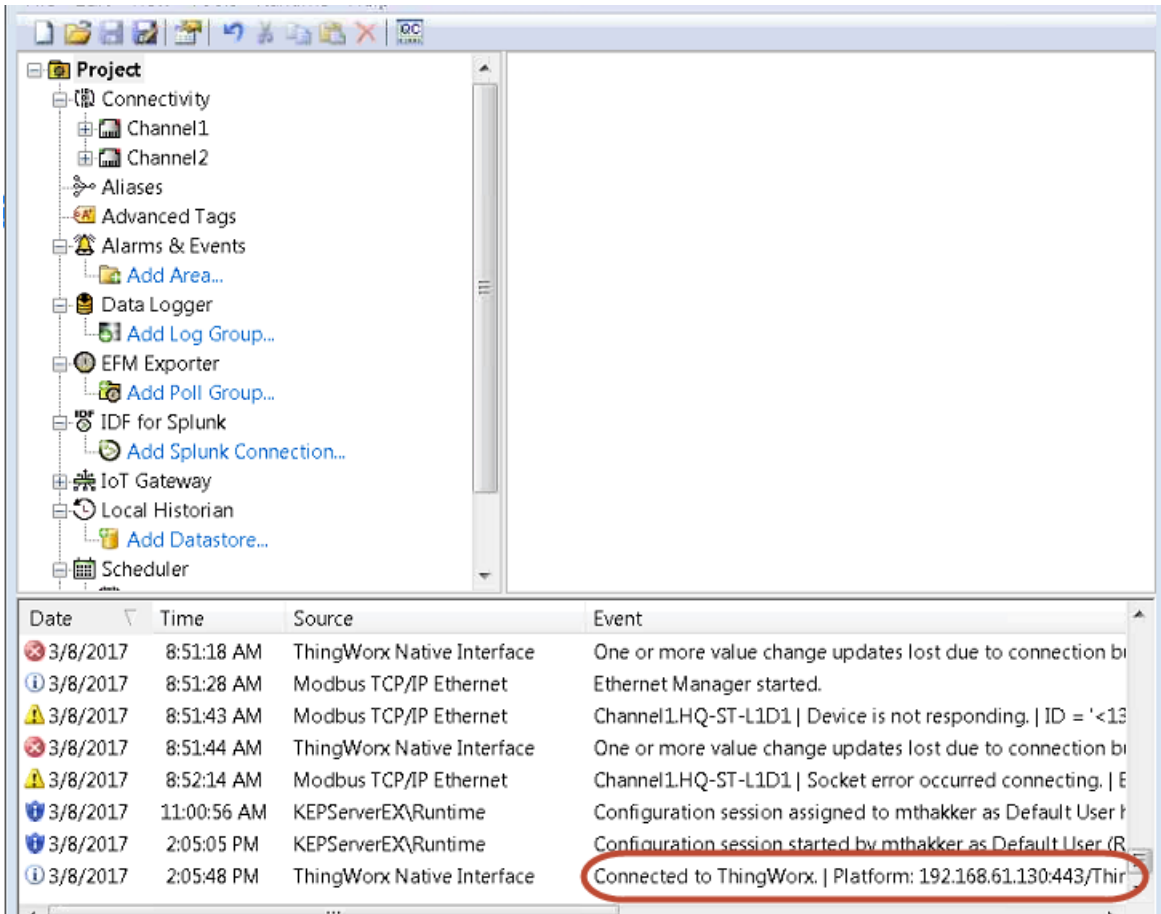 QC
Project
Connectivity
Channel1
Channel2
Aliases
Advanced Tags
Alarms & Events
Add Area...
Data Logger
Add Log Group...
EFM Exporter
Add Poll Group...
IDF for Splunk
Add Splunk Connection...
IoT Gateway
Local Historian
Add Datastore...
Scheduler
Date Time Source Event
3/8/2017 8:51:18 AM ThingWorx Native Interface One or more value change updates lost due to connection bu
3/8/2017 8:51:28 AM Modbus TCP/IP Ethernet Ethernet Manager started.
3/8/2017 8:51:43 AM Modbus TCP/IP Ethernet Channel1.HQ-ST-L1D1 | Device is not responding. | ID = '<13
3/8/2017 8:51:44 AM ThingWorx Native Interface One or more value change updates lost due to connection bu
3/8/2017 8:52:14 AM Modbus TCP/IP Ethernet Channel1.HQ-ST-L1D1 | Socket error occurred connecting. | E
3/8/2017 11:00:56 AM KEPServerEX\Runtime Configuration session assigned to mthakker as Default User h
3/8/2017 2:05:05 PM KEPServerEX\Runtime Configuration session started by mthakker as Default User (R
3/8/2017 2:05:48 PM ThingWorx Native Interface Connected to ThingWorx. | Platform: 192.168.61.130:443/Thin